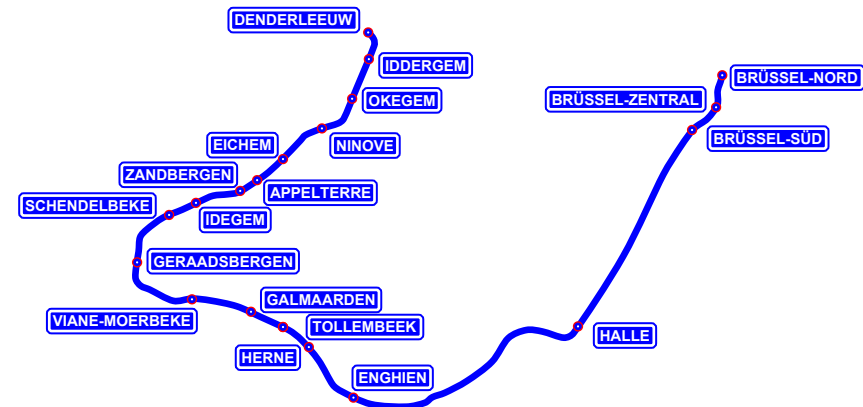 DENDERLEEUW
IDDERGEM
BRÜSSEL-NORD
OKEGEM
BRÜSSEL-ZENTRAL
BRÜSSEL-SÜD
EICHEM
NINOVE
ZANDBERGEN
APPELTERRE
SCHENDELBEKE
IDEGEM
GERAADSBERGEN
GALMAARDEN
VIANE-MOERBEKE
TOLLEMBEEK
HALLE
HERNE
ENGHIEN